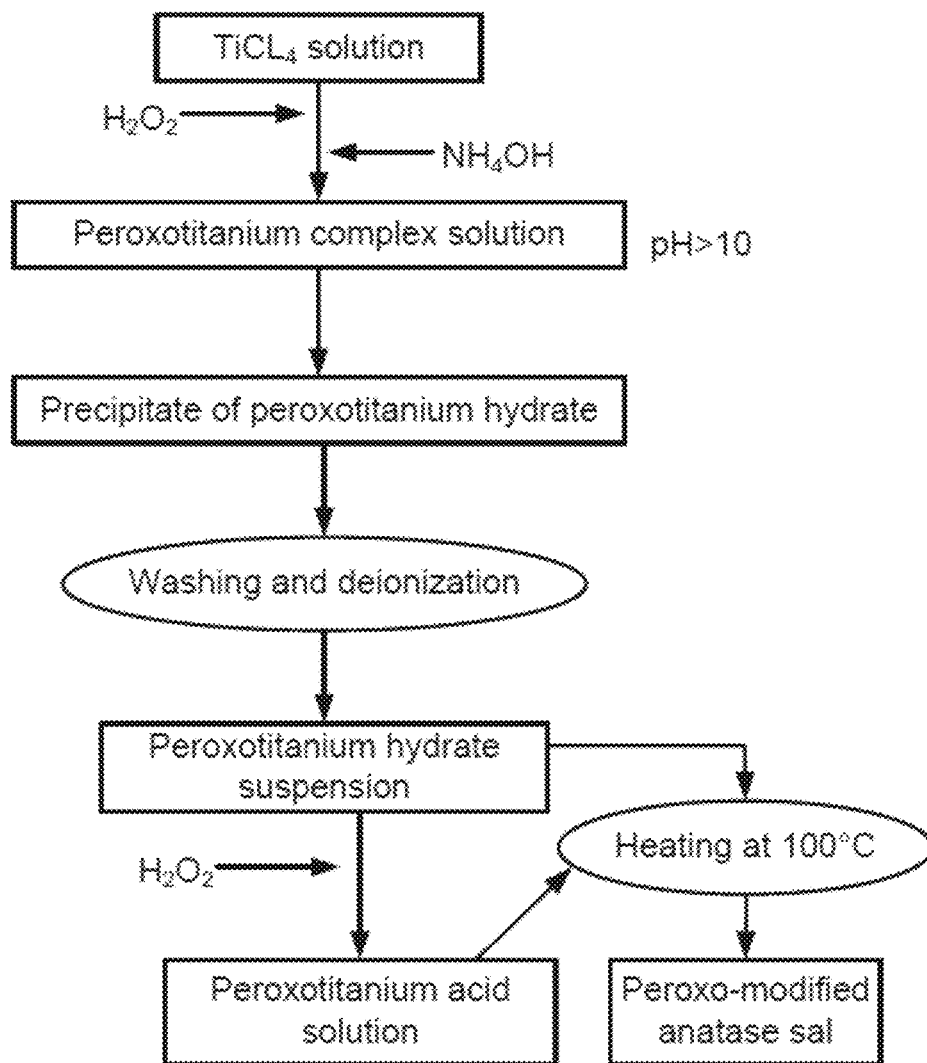 TiCL₄ solution
H₂O₂
NH₄OH
Peroxotitanium complex solution
pH>10
Precipitate of peroxotitanium hydrate
Washing and deionization
Peroxotitanium hydrate
suspension
Heating at 100°C
H₂O₂
Peroxotitanium acid
solution
Peroxo-modified
anatase sal